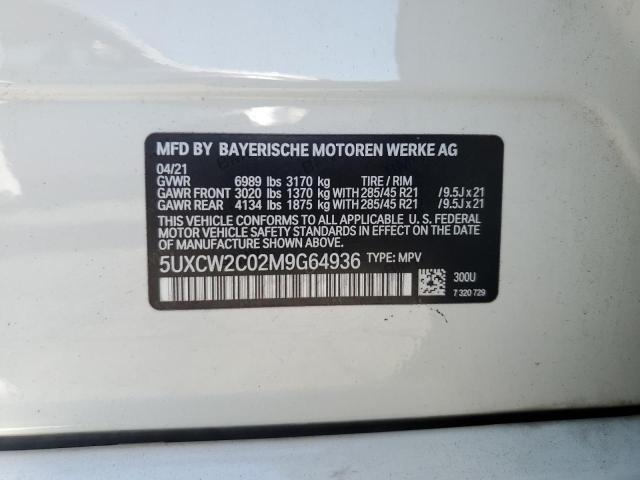 MFD BY BAYERISCHE MOTOREN WERKE AG
04/21
GVWR 6989 lbs 3170 kg TIRE / RIM
GAWR FRONT 3020 lbs 1370 kg WITH 285/45 R21 /9.5J x 21
GAWR REAR 4134 lbs 1875 kg WITH 285/45 R21 /9.5J x 21
THIS VEHICLE CONFORMS TO ALL APPLICABLE U. S. FEDERAL
MOTOR VEHICLE SAFETY STANDARDS IN EFFECT ON THE
DATE OF MANUFACTURE SHOWN ABOVE.
5UXCW2C02M9G64936 TYPE: MPV
300U
7 320 729